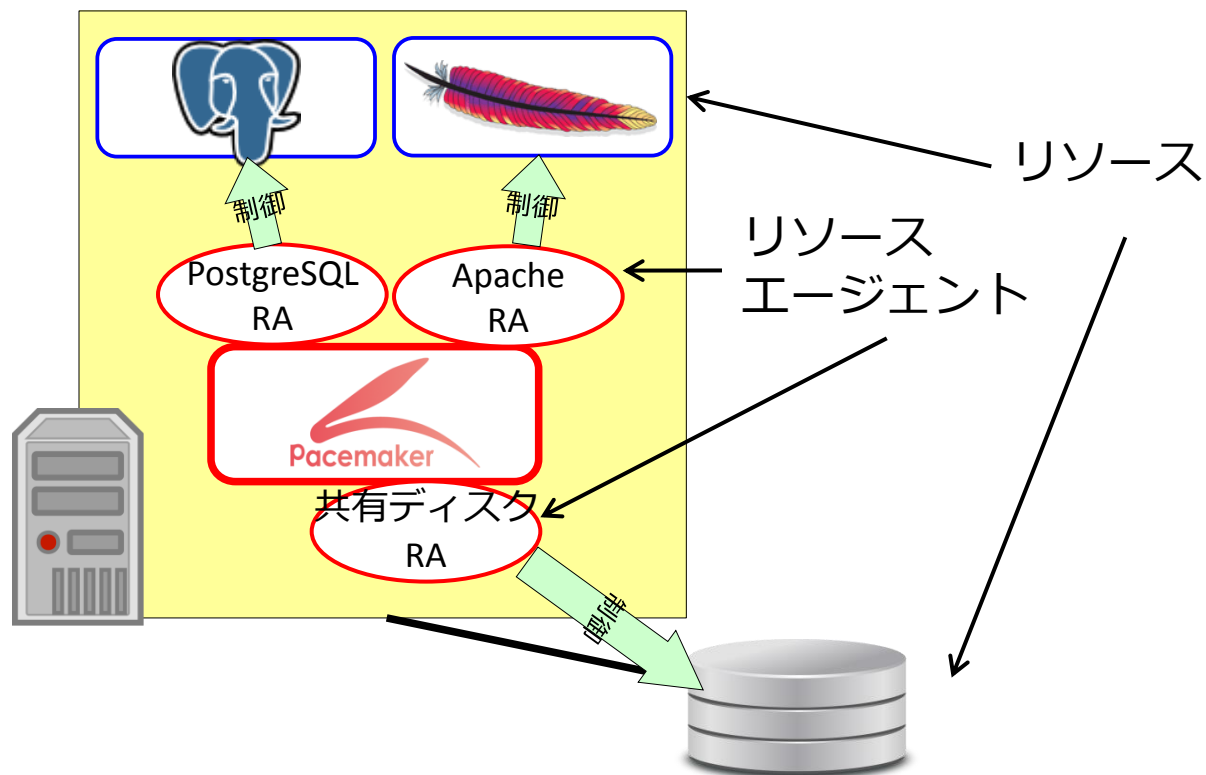 リソース
制御
制御
リソース
エージェント
PostgreSQL
RA
Apache
RA
Pacemaker
共有ディスク
RA
制御